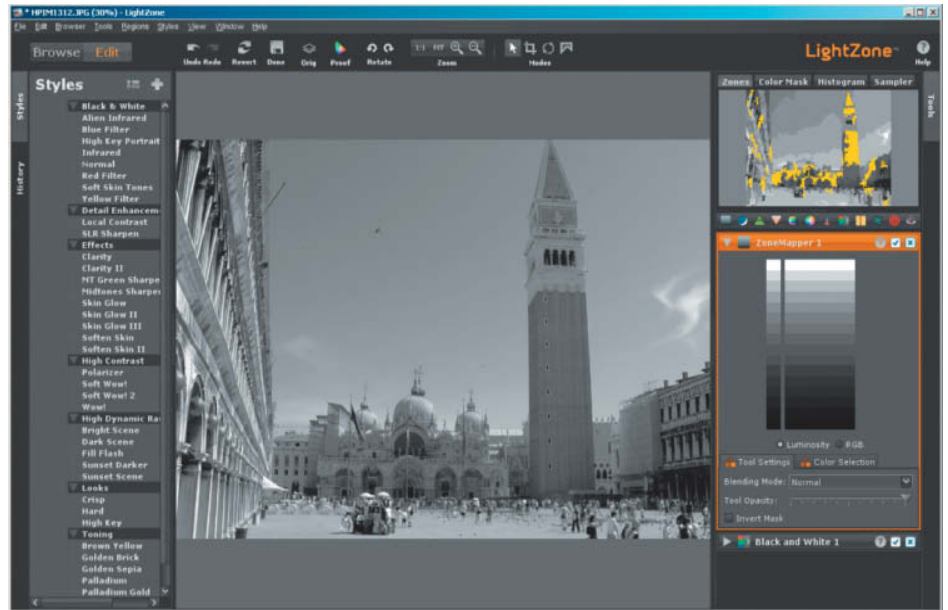 * HPIM1312.JPG (30%) - LightZone
File Edit Browser Tools Regions Styles View Window Help
Browse Edit
Undo Redo Revert Done Orig Proof Rotate 1:1 FIT Zoom Modes
LightZone™ Help
Styles
History
Styles
Black & White
Alien Infrared
Blue Filter
High Key Portrait
Infrared
Normal
Red Filter
Soft Skin Tones
Yellow Filter
Detail Enhancem
Local Contrast
SLR Sharpen
Effects
Clarity
Clarity II
MT Green Sharpe
Midtones Sharpe
Skin Glow
Skin Glow II
Skin Glow III
Soften Skin
Soften Skin II
High Contrast
Polarizer
Soft Wow!
Soft Wow! 2
Wow!
High Dynamic Ra
Bright Scene
Dark Scene
Fill Flash
Sunset Darker
Sunset Scene
Looks
Crisp
Hard
High Key
Toning
Brown Yellow
Golden Brick
Golden Sepia
Palladium
Palladium Gold
Zones Color Mask Histogram Sampler
Tools
ZoneMapper 1
Luminosity RGB
Tool Settings Color Selection
Blending Mode: Normal
Tool Opacity:
Invert Mask
Black and White 1